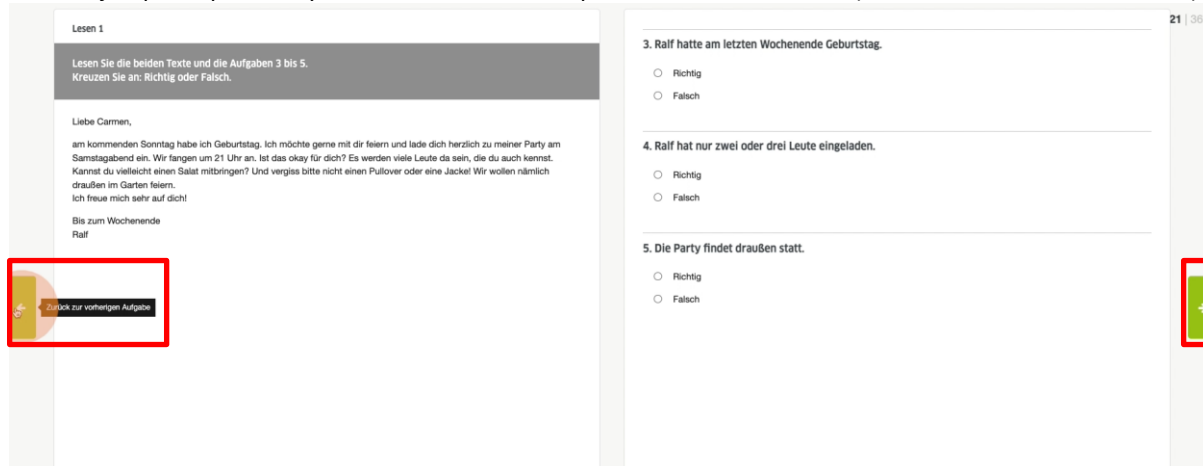 Lesen 1
21 | 36
Lesen Sie die beiden Texte und die Aufgaben 3 bis 5.
Kreuzen Sie an: Richtig oder Falsch.
Liebe Carmen,
am kommenden Sonntag habe ich Geburtstag. Ich möchte gerne mit dir feiern und lade dich herzlich zu meiner Party am
Samstagabend ein. Wir fangen um 21 Uhr an. Ist das okay für dich? Es werden viele Leute da sein, die du auch kennst.
Kannst du vielleicht einen Salat mitbringen? Und vergiss bitte nicht einen Pullover oder eine Jacke! Wir wollen nämlich
draußen im Garten feiern.
Ich freue mich sehr auf dich!
Bis zum Wochenende
Ralf
Zurück zur vorherigen Aufgabe
3. Ralf hatte am letzten Wochenende Geburtstag.
Richtig
Falsch
4. Ralf hat nur zwei oder drei Leute eingeladen.
Richtig
Falsch
5. Die Party findet draußen statt.
Richtig
Falsch